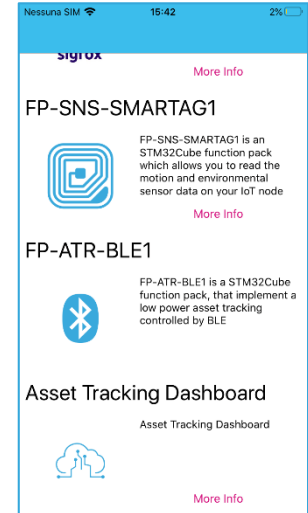 Nessuna SIM 15:42 2%
sigfox
More Info
FP-SNS-SMARTAG1
FP-SNS-SMARTAG1 is an
STM32Cube function pack
which allows you to read the
motion and environmental
sensor data on your IoT node
More Info
FP-ATR-BLE1
FP-ATR-BLE1 is a STM32Cube
function pack, that implement a
low power asset tracking
controlled by BLE
Asset Tracking Dashboard
Asset Tracking Dashboard
More Info